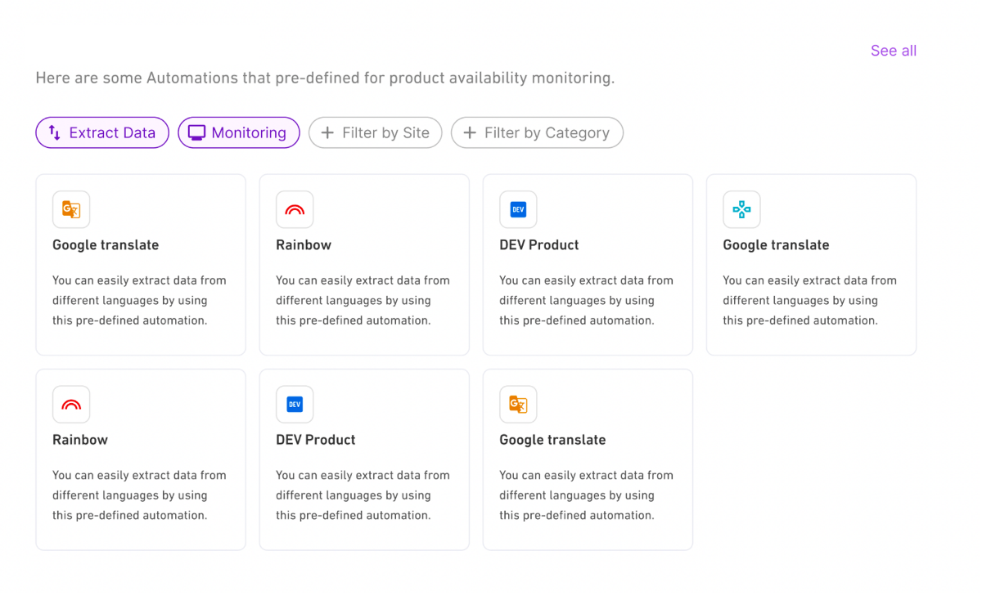 See all
Here are some Automations that pre-defined for product availability monitoring.
Extract Data
Monitoring
+ Filter by Site
+ Filter by Category
Google translate
You can easily extract data from
different languages by using
this pre-defined automation.
Rainbow
You can easily extract data from
different languages by using
this pre-defined automation.
DEV
DEV Product
You can easily extract data from
different languages by using
this pre-defined automation.
Google translate
You can easily extract data from
different languages by using
this pre-defined automation.
Rainbow
You can easily extract data from
different languages by using
this pre-defined automation.
DEV
DEV Product
You can easily extract data from
different languages by using
this pre-defined automation.
Google translate
You can easily extract data from
different languages by using
this pre-defined automation.